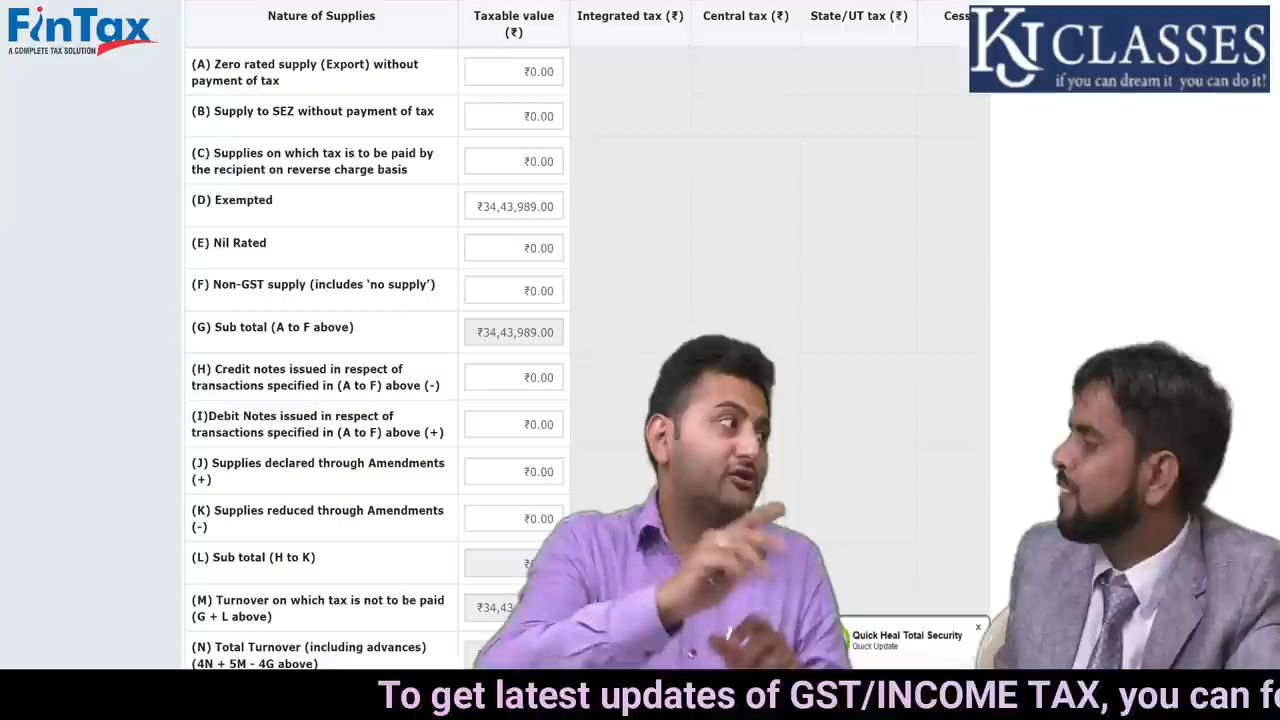 FinTax
A COMPLETE TAX SOLUTION
KJ CLASSES
if you can dream it you can do it!
Nature of Supplies
Taxable value
(₹)
Integrated tax (₹)
Central tax (₹)
State/UT tax (₹)
Cess
(A) Zero rated supply (Export) without
payment of tax
₹0.00
(B) Supply to SEZ without payment of tax
₹0.00
(C) Supplies on which tax is to be paid by
the recipient on reverse charge basis
₹0.00
(D) Exempted
₹34,43,989.00
(E) Nil Rated
₹0.00
(F) Non-GST supply (includes ‘no supply’)
₹0.00
(G) Sub total (A to F above)
₹34,43,989.00
(H) Credit notes issued in respect of
transactions specified in (A to F) above (-)
₹0.00
(I)Debit Notes issued in respect of
transactions specified in (A to F) above (+)
₹0.00
(J) Supplies declared through Amendments
(+)
₹0.00
(K) Supplies reduced through Amendments
(-)
₹0.00
(L) Sub total (H to K)
(M) Turnover on which tax is not to be paid
(G + L above)
₹34,43
(N) Total Turnover (including advances)
(4N + 5M - 4G above)
Quick Heal Total Security
Quick Update
x
To get latest updates of GST/INCOME TAX, you can fo